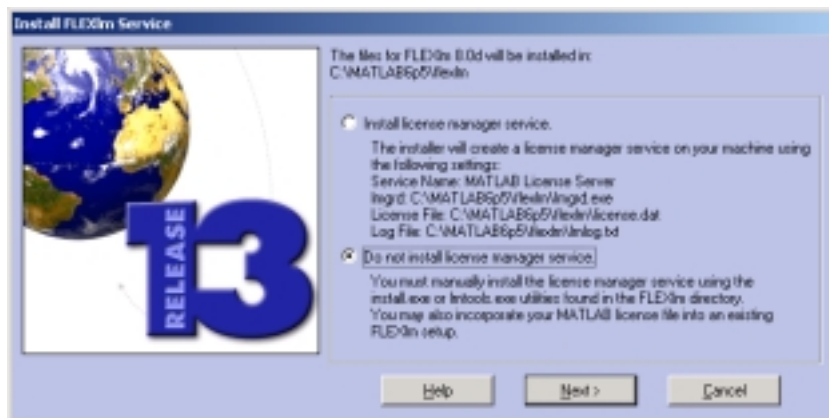 Install FLEXlm Service
The files for FLEXlm 8.0d will be installed in:
C:\MATLAB6p5\flexlm
Install license manager service.
The installer will create a license manager service on your machine using
the following settings:
Service Name: MATLAB License Server
lmgrd: C:\MATLAB6p5\flexlm\lmgrd.exe
License File: C:\MATLAB6p5\flexlm\license.dat
Log File: C:\MATLAB6p5\flexlm\lmlog.txt
Do not install license manager service.
You must manually install the license manager service using the
install.exe or lmtools.exe utilities found in the FLEXlm directory.
You may also incorporate your MATLAB license file into an existing
FLEXlm setup.
RELEASE
13
Help
Next >
Cancel